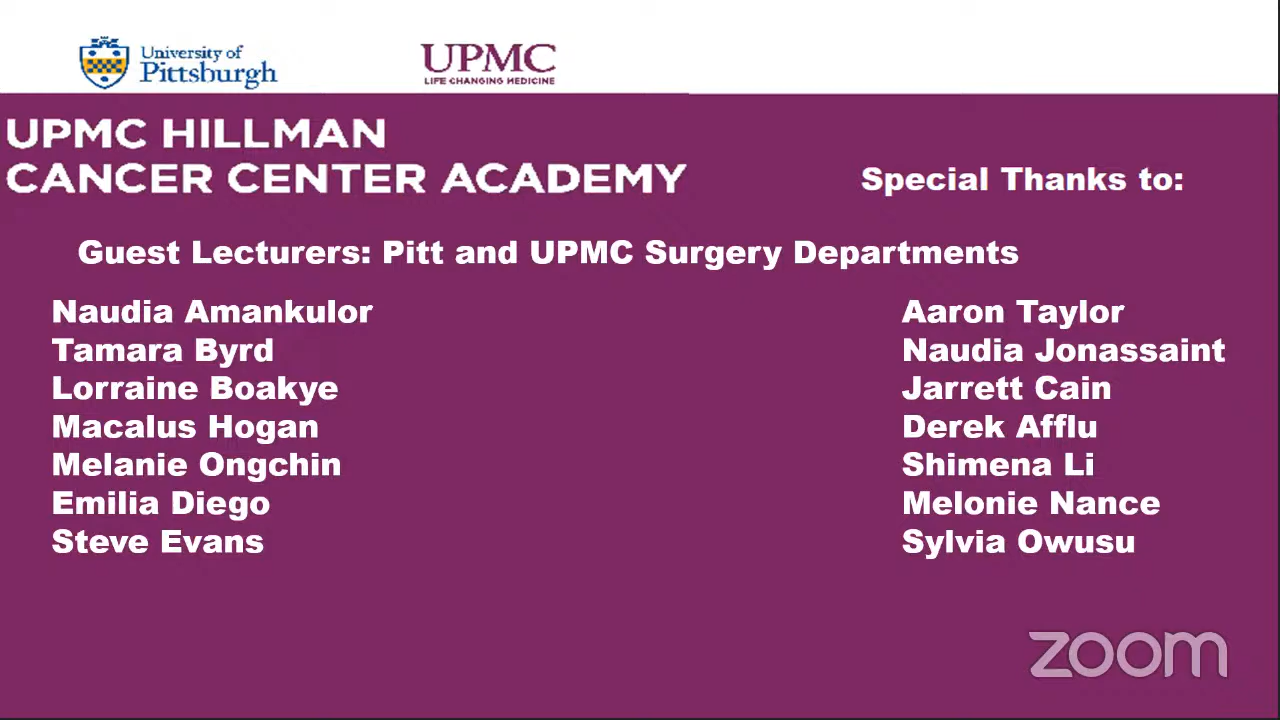 University of
Pittsburgh
UPMC
LIFE CHANGING MEDICINE
UPMC HILLMAN
CANCER CENTER ACADEMY
Special Thanks to:
Guest Lecturers: Pitt and UPMC Surgery Departments
Naudia Amankulor
Tamara Byrd
Lorraine Boakye
Macalus Hogan
Melanie Ongchin
Emilia Diego
Steve Evans
Aaron Taylor
Naudia Jonassaint
Jarrett Cain
Derek Afflu
Shimena Li
Melonie Nance
Sylvia Owusu
zoom